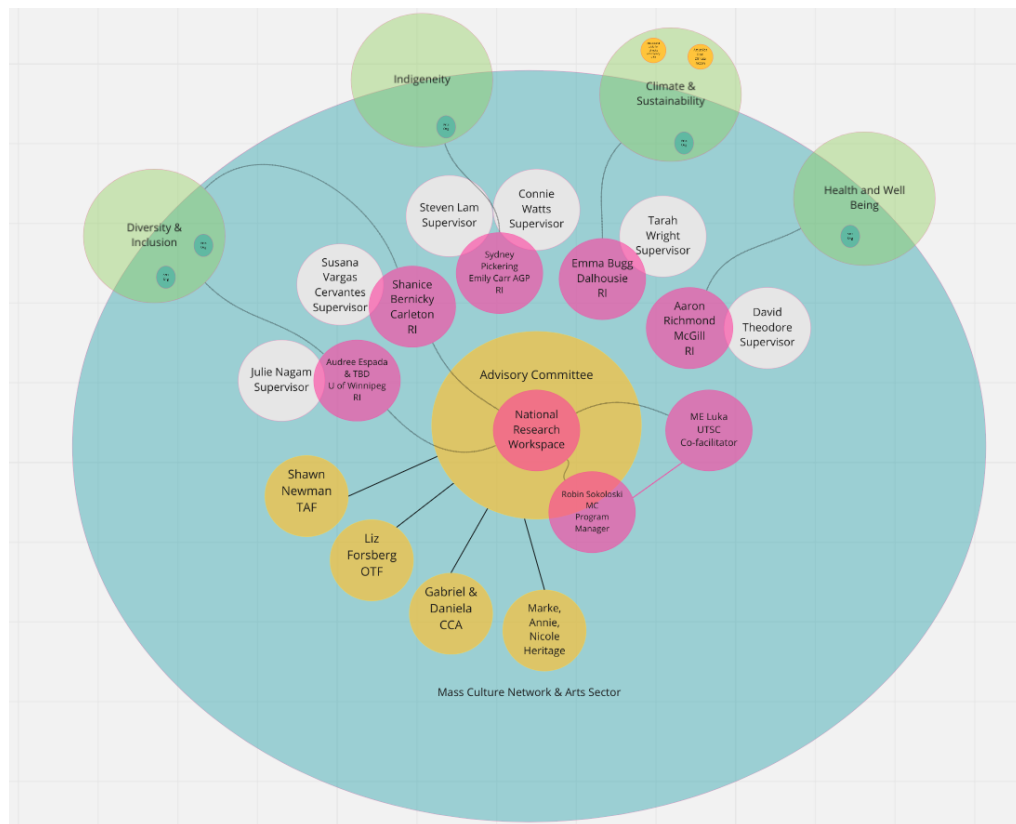 Indigeneity
Climate &
Sustainability
Health and Well
Being
Diversity &
Inclusion
Steven Lam
Supervisor
Connie
Watts
Supervisor
Tarah
Wright
Supervisor
Susana
Vargas
Cervantes
Supervisor
Shanice
Bernicky
Carleton
RI
Sydney
Pickering
Emily Carr AGP
RI
Emma Bugg
Dalhousie
RI
Aaron
Richmond
McGill
RI
David
Theodore
Supervisor
Julie Nagam
Supervisor
Audree Espada
& TBD
U of Winnipeg
RI
Advisory Committee
National
Research
Workspace
ME Luka
UTSC
Co-facilitator
Robin Sokoloski
MC
Program
Manager
Shawn
Newman
TAF
Liz
Forsberg
OTF
Gabriel &
Daniela
CCA
Marke,
Annie,
Nicole
Heritage
Mass Culture Network & Arts Sector